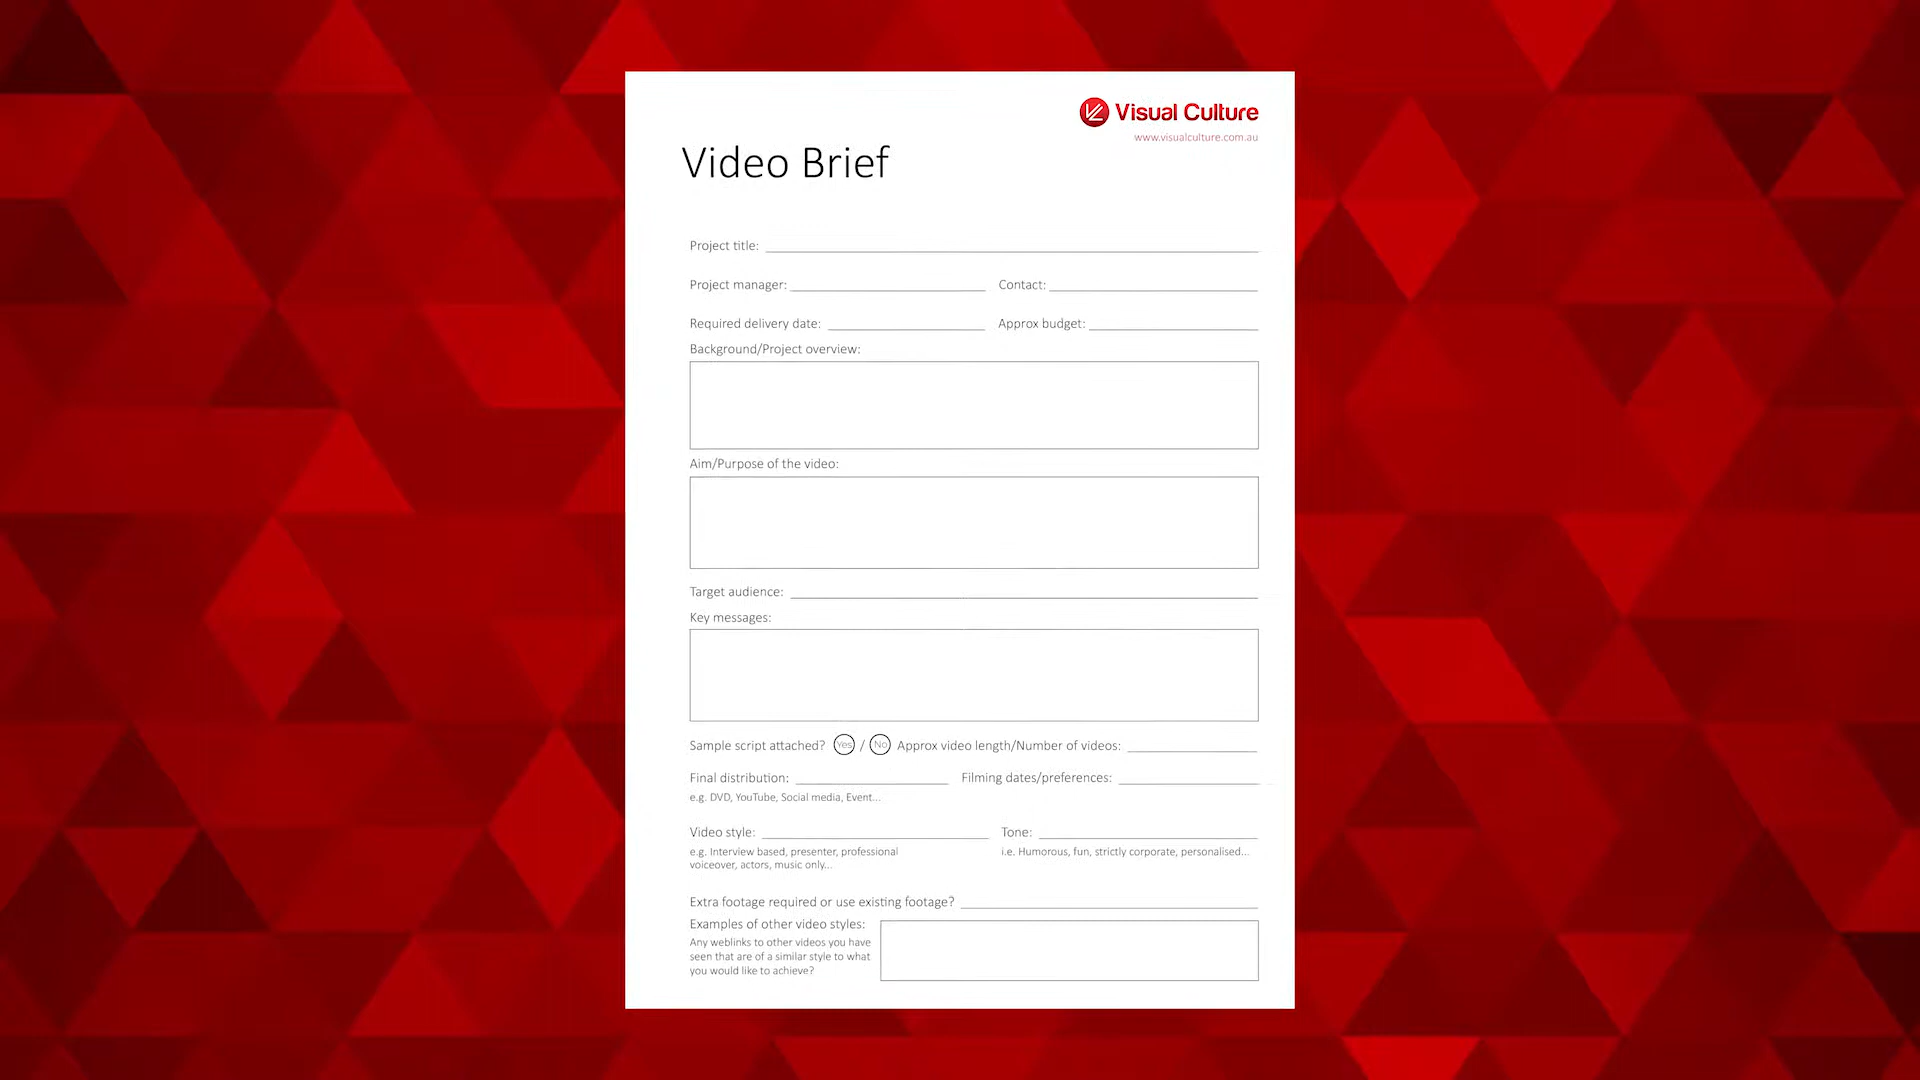 Visual Culture
www.visualculture.com.au
Video Brief
Project title:
Project manager: Contact:
Required delivery date: Approx budget:
Background/Project overview:
Aim/Purpose of the video:
Target audience:
Key messages:
Sample script attached? Yes / No Approx video length/Number of videos:
Final distribution: Filming dates/preferences:
e.g. DVD, YouTube, Social media, Event...
Video style: Tone:
e.g. Interview based, presenter, professional i.e. Humorous, fun, strictly corporate, personalised...
voiceover, actors, music only...
Extra footage required or use existing footage?
Examples of other video styles:
Any weblinks to other videos you have
seen that are of a similar style to what
you would like to achieve?